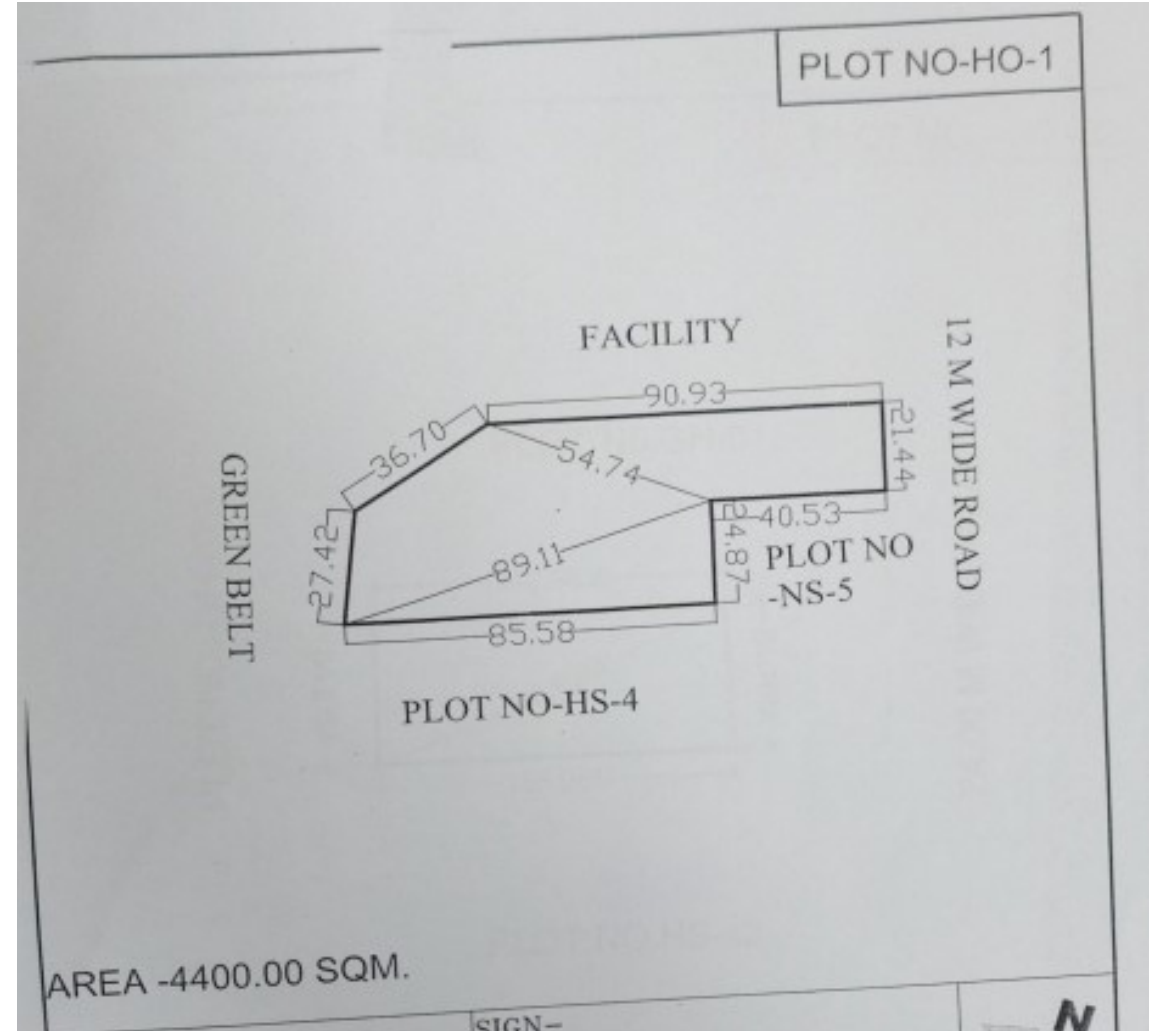 PLOT NO-HO-1
FACILITY
12 M WIDE ROAD
90.93
36.70
54.74
21.44
GREEN BELT
27.42
40.53
24.87
89.11
PLOT NO
-NS-5
85.58
PLOT NO-HS-4
AREA -4400.00 SQM.
SIGN-
N